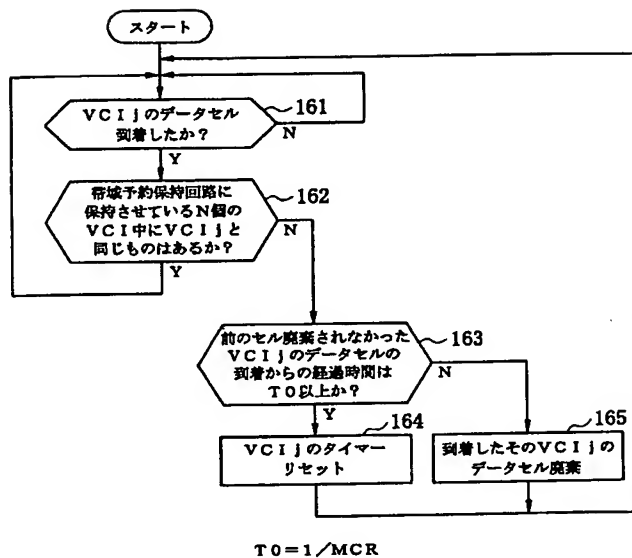 スタート
161
VCIjのデータセル
到着したか?
N
Y
162
帯域予約保持回路に
保持させているN個の
VCI中にVCIjと
同じものはあるか?
N
Y
163
前のセル廃棄されなかった
VCIjのデータセルの
到着からの経過時間は
T0以上か?
N
Y
164
VCIjのタイマー
リセット
165
到着したそのVCIjの
データセル廃棄
T0=1/MCR